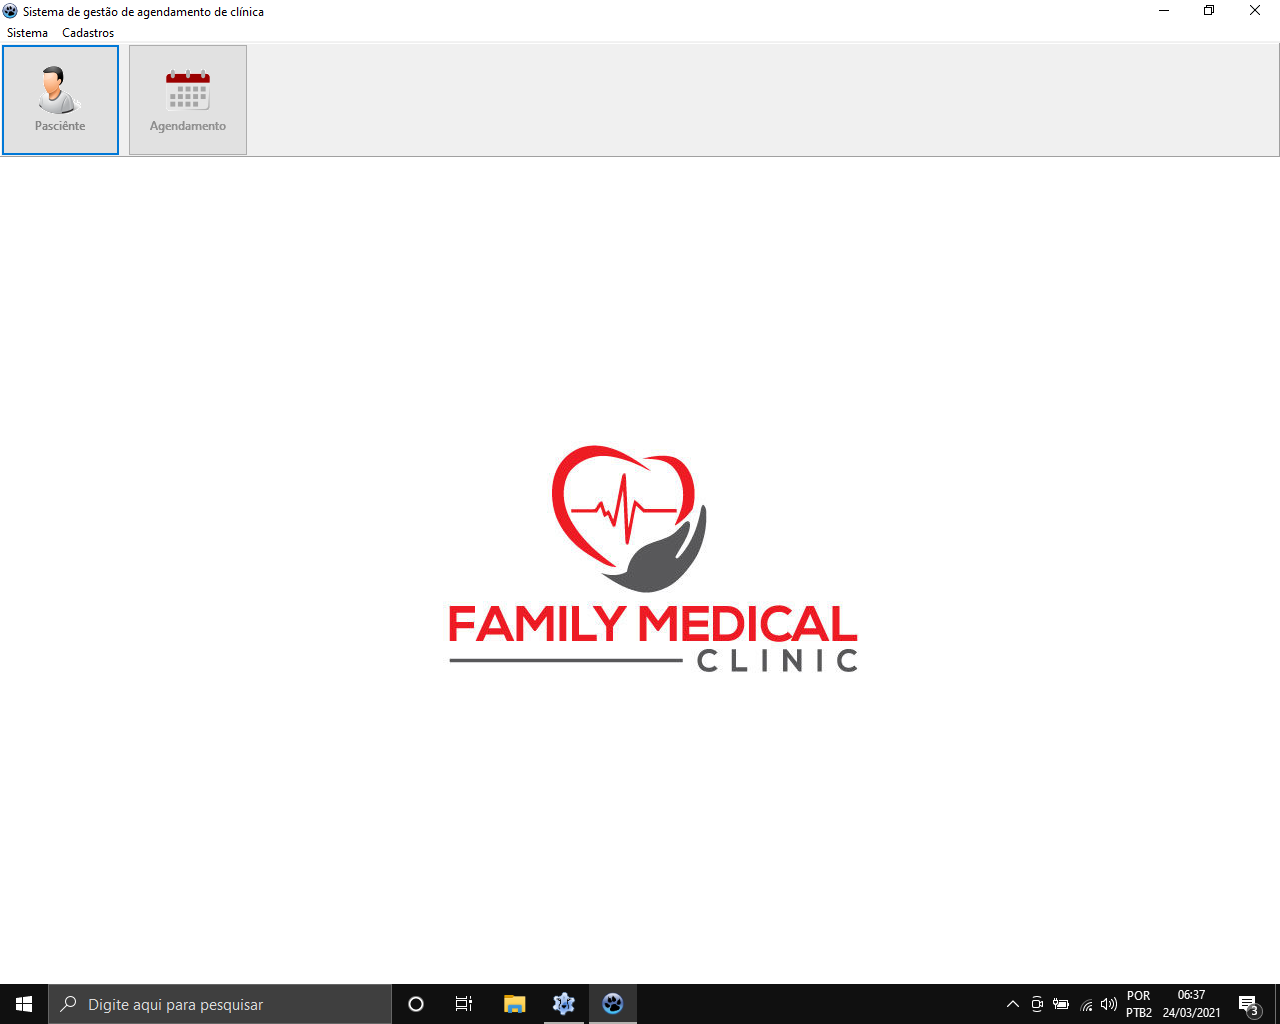 Sistema de gestão de agendamento de clínica
Sistema Cadastros
Pasciênte Agendamento
FAMILY MEDICAL
CLINIC
Digite aqui para pesquisar
POR 06:37
PTB2 24/03/2021 3